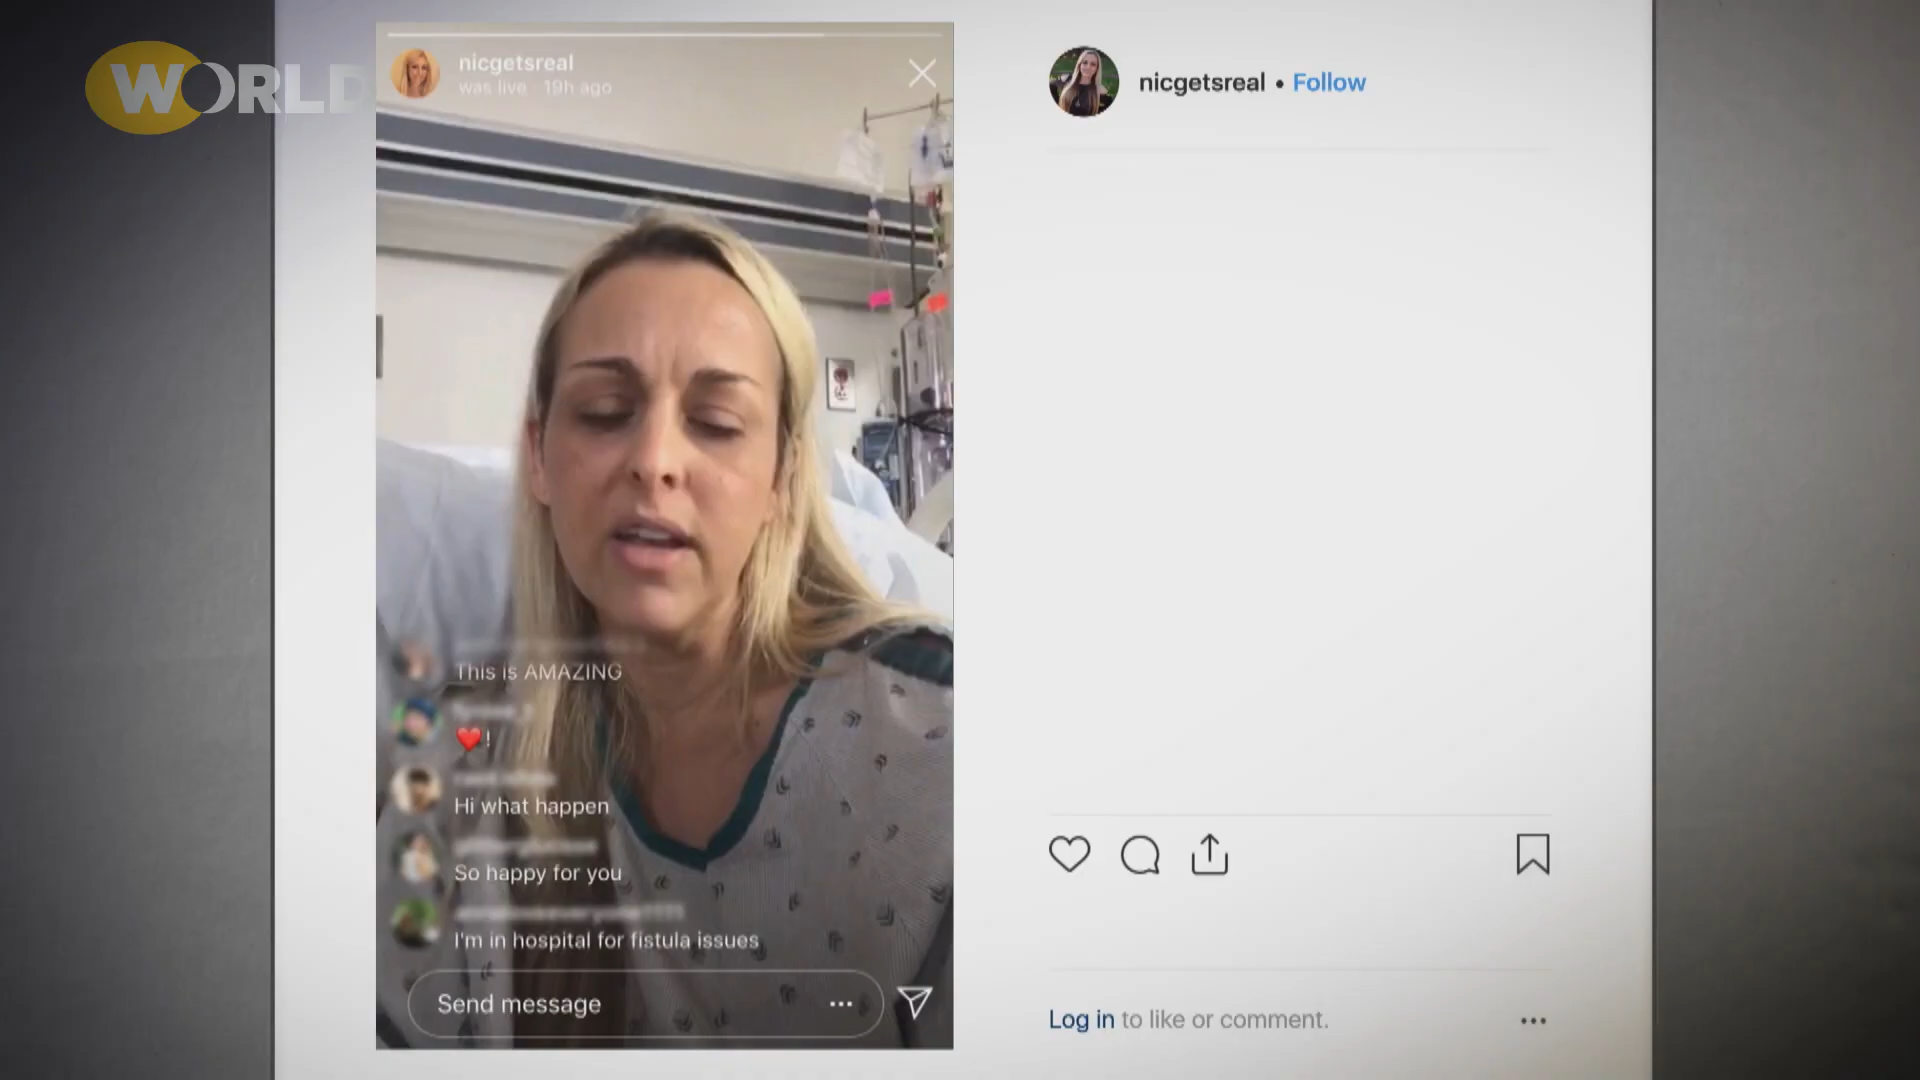 WORLD
nicgetsreal
was live 19h ago
nicgetsreal • Follow
This is AMAZING
❤️!
Hi what happen
So happy for you
I'm in hospital for fistula issues
Send message
Log in to like or comment.